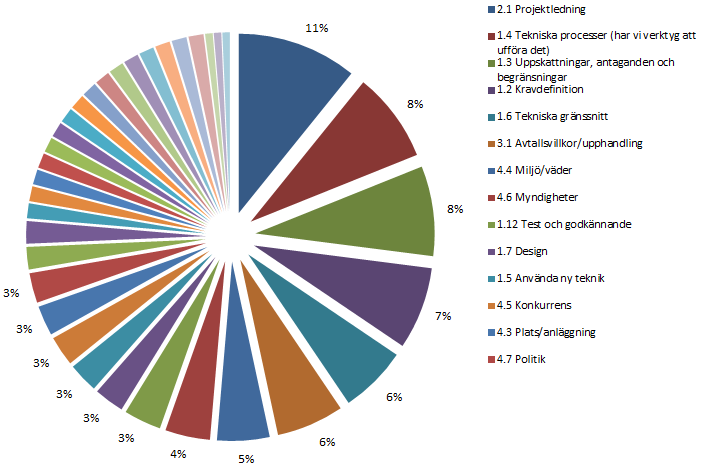 11%
8%
8%
7%
6%
6%
5%
4%
3%
3%
3%
3%
3%
3%
2.1 Projektledning
1.4 Tekniska processer (har vi verktyg att
utföra det)
1.3 Uppskattningar, antaganden och
begränsningar
1.2 Kravdefinition
1.6 Tekniska gränssnitt
3.1 Avtallsvillkor/upphandling
4.4 Miljö/väder
4.6 Myndigheter
1.12 Test och godkännande
1.7 Design
1.5 Använda ny teknik
4.5 Konkurrens
4.3 Plats/anläggning
4.7 Politik